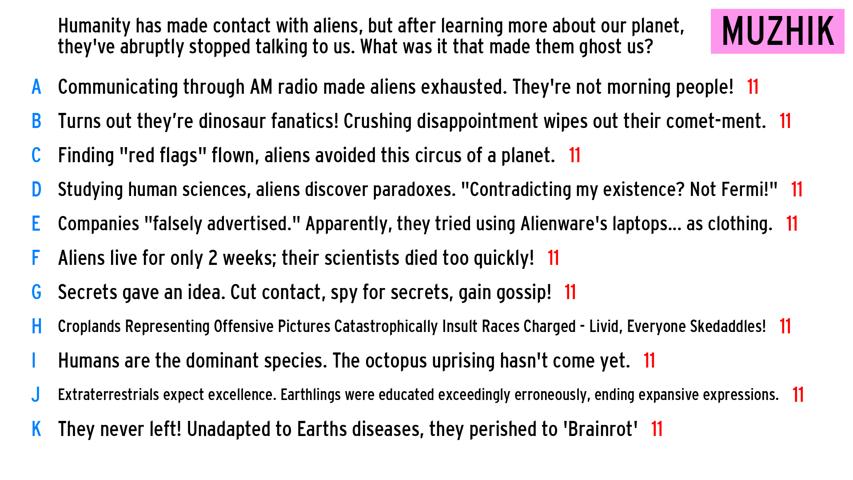 Humanity has made contact with aliens, but after learning more about our planet,
they've abruptly stopped talking to us. What was it that made them ghost us?
MUZHIK
A Communicating through AM radio made aliens exhausted. They're not morning people! 11
B Turns out they’re dinosaur fanatics! Crushing disappointment wipes out their comet-ment. 11
C Finding "red flags" flown, aliens avoided this circus of a planet. 11
D Studying human sciences, aliens discover paradoxes. "Contradicting my existence? Not Fermi!" 11
E Companies "falsely advertised." Apparently, they tried using Alienware's laptops... as clothing. 11
F Aliens live for only 2 weeks; their scientists died too quickly! 11
G Secrets gave an idea. Cut contact, spy for secrets, gain gossip! 11
H Croplands Representing Offensive Pictures Catastrophically Insult Races Charged - Livid, Everyone Skedaddles! 11
I Humans are the dominant species. The octopus uprising hasn't come yet. 11
J Extraterrestrials expect excellence. Earthlings were educated exceedingly erroneously, ending expansive expressions. 11
K They never left! Unadapted to Earths diseases, they perished to 'Brainrot' 11